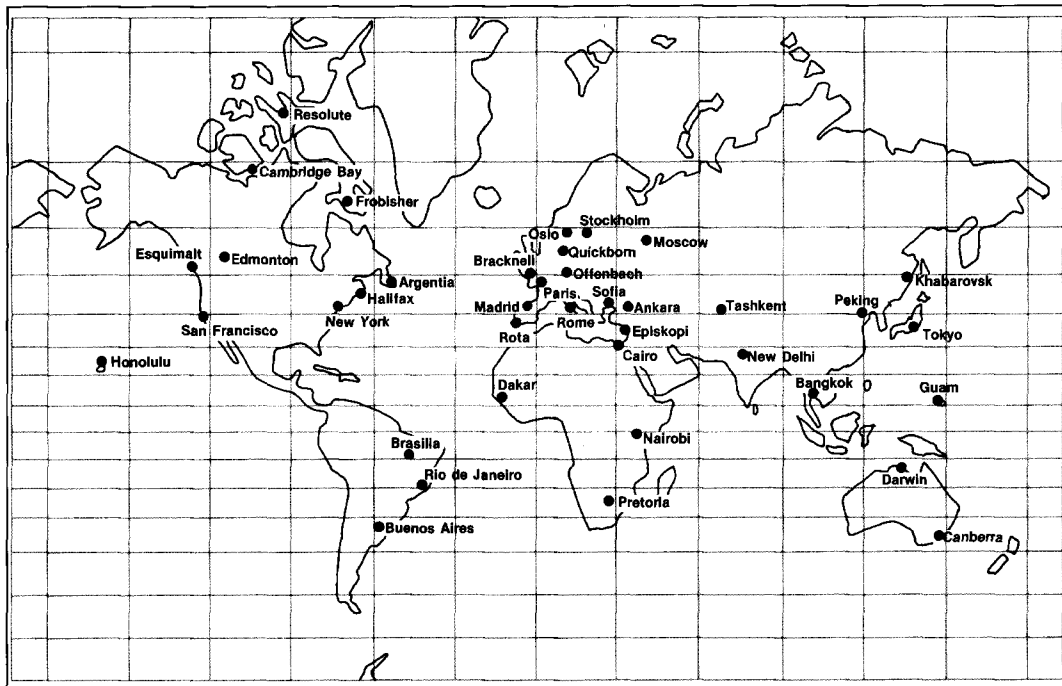 Resolute
Cambridge Bay
Frobisher
Stockholm
Oslo
Moscow
Quickborn
Esquimalt
Edmonton
Bracknell
Offenbach
Argentia
Khabarovsk
Halifax
Paris
Sofia
Madrid
Ankara
Tashkent
Peking
New York
Rome
San Francisco
Rota
Episkopi
Tokyo
Cairo
New Delhi
Honolulu
Dakar
Bangkok
Guam
Brasilia
Nairobi
Rio de Janeiro
Darwin
Pretoria
Buenos Aires
Canberra